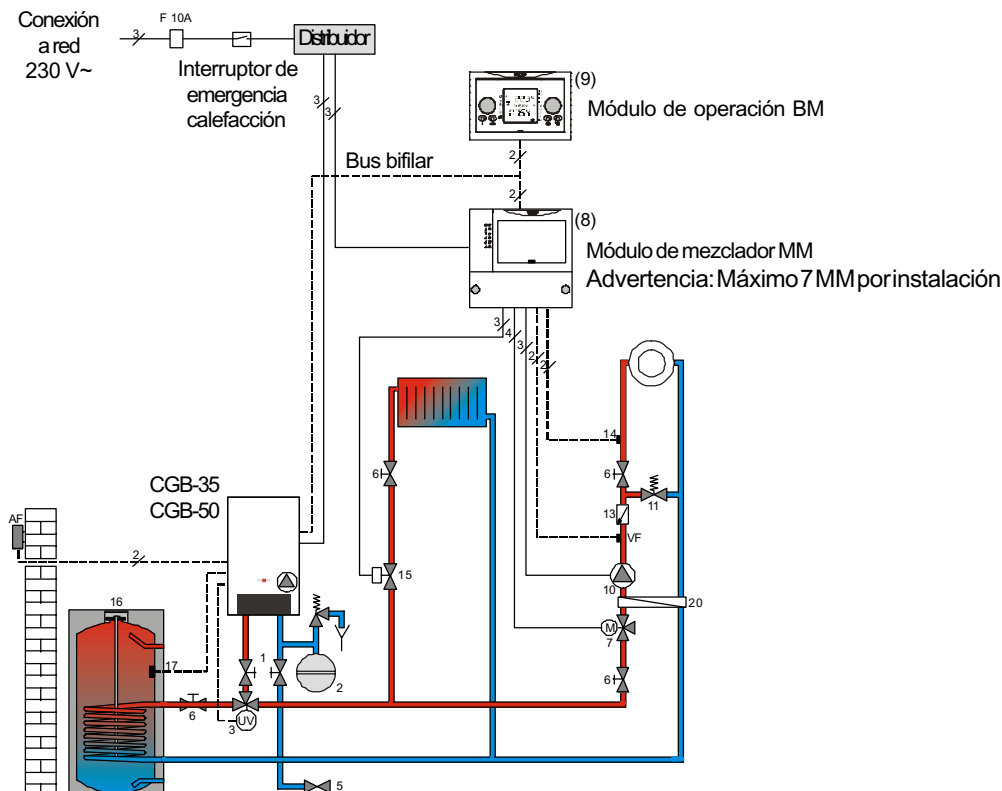 Conexión
a red
230 V~
3
F 10A
Distribuidor
Interruptor de
emergencia
calefacción
3
3
(9)
Módulo de operación BM
2
Bus bifilar
2
(8)
Módulo de mezclador MM
Advertencia: Máximo 7 MM por instalación
3
4
3
2
2
14
6
6
11
13
VF
CGB-35
CGB-50
AF
2
15
10
20
M
7
16
17
1
2
6
6
3
UV
5